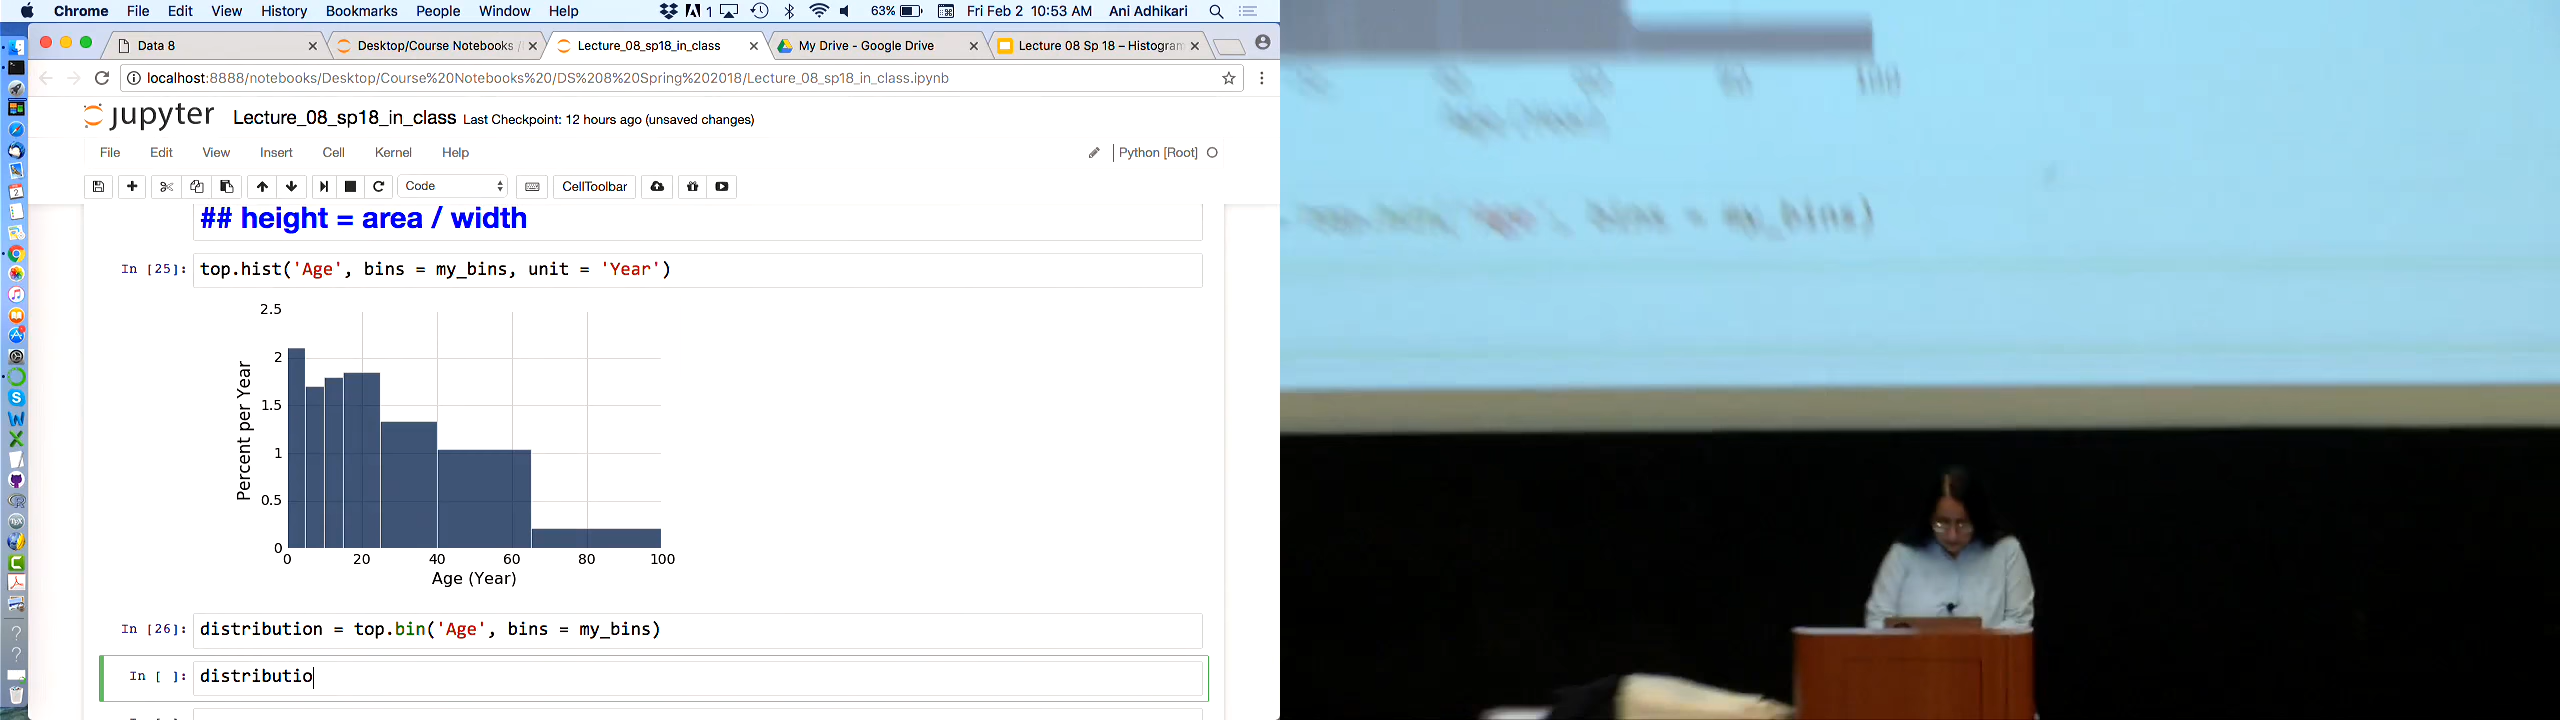 Chrome File Edit View History Bookmarks People Window Help 1 63% Fri Feb 2 10:53 AM Ani Adhikari
Data 8
Desktop/Course Notebooks /
Lecture_08_sp18_in_class
My Drive - Google Drive
Lecture 08 Sp 18 – Histogram
localhost:8888/notebooks/Desktop/Course%20Notebooks%20/DS%208%20Spring%202018/Lecture_08_sp18_in_class.ipynb
jupyter Lecture_08_sp18_in_class Last Checkpoint: 12 hours ago (unsaved changes)
File Edit View Insert Cell Kernel Help Python [Root]
Code CellToolbar
## height = area / width
In [25]: top.hist('Age', bins = my_bins, unit = 'Year')
2.5
2
1.5
1
0.5
0
Percent per Year
0 20 40 60 80 100
Age (Year)
In [26]: distribution = top.bin('Age', bins = my_bins)
In [ ]: distributio